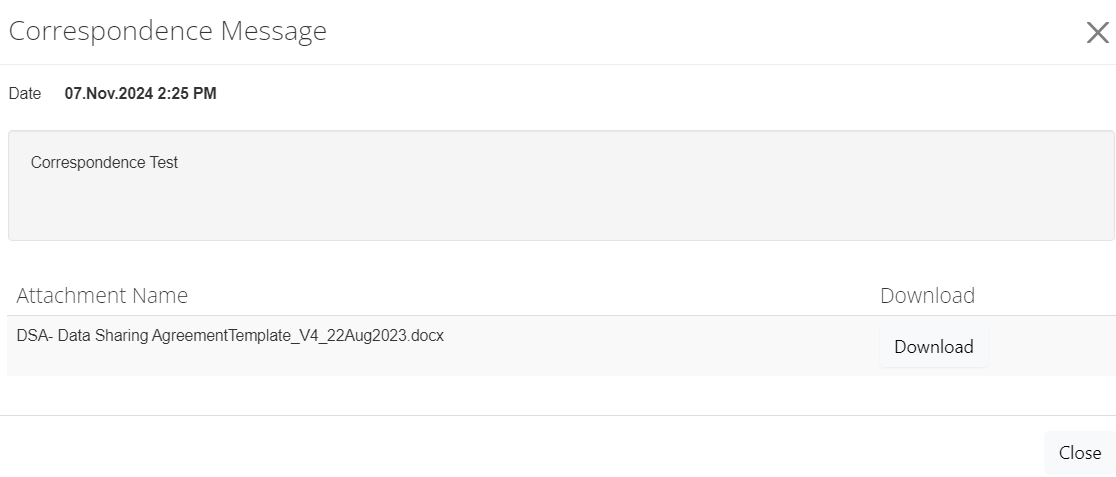 Correspondence Message
Date 07.Nov.2024 2:25 PM
Correspondence Test
Attachment Name Download
DSA- Data Sharing AgreementTemplate_V4_22Aug2023.docx Download
Close